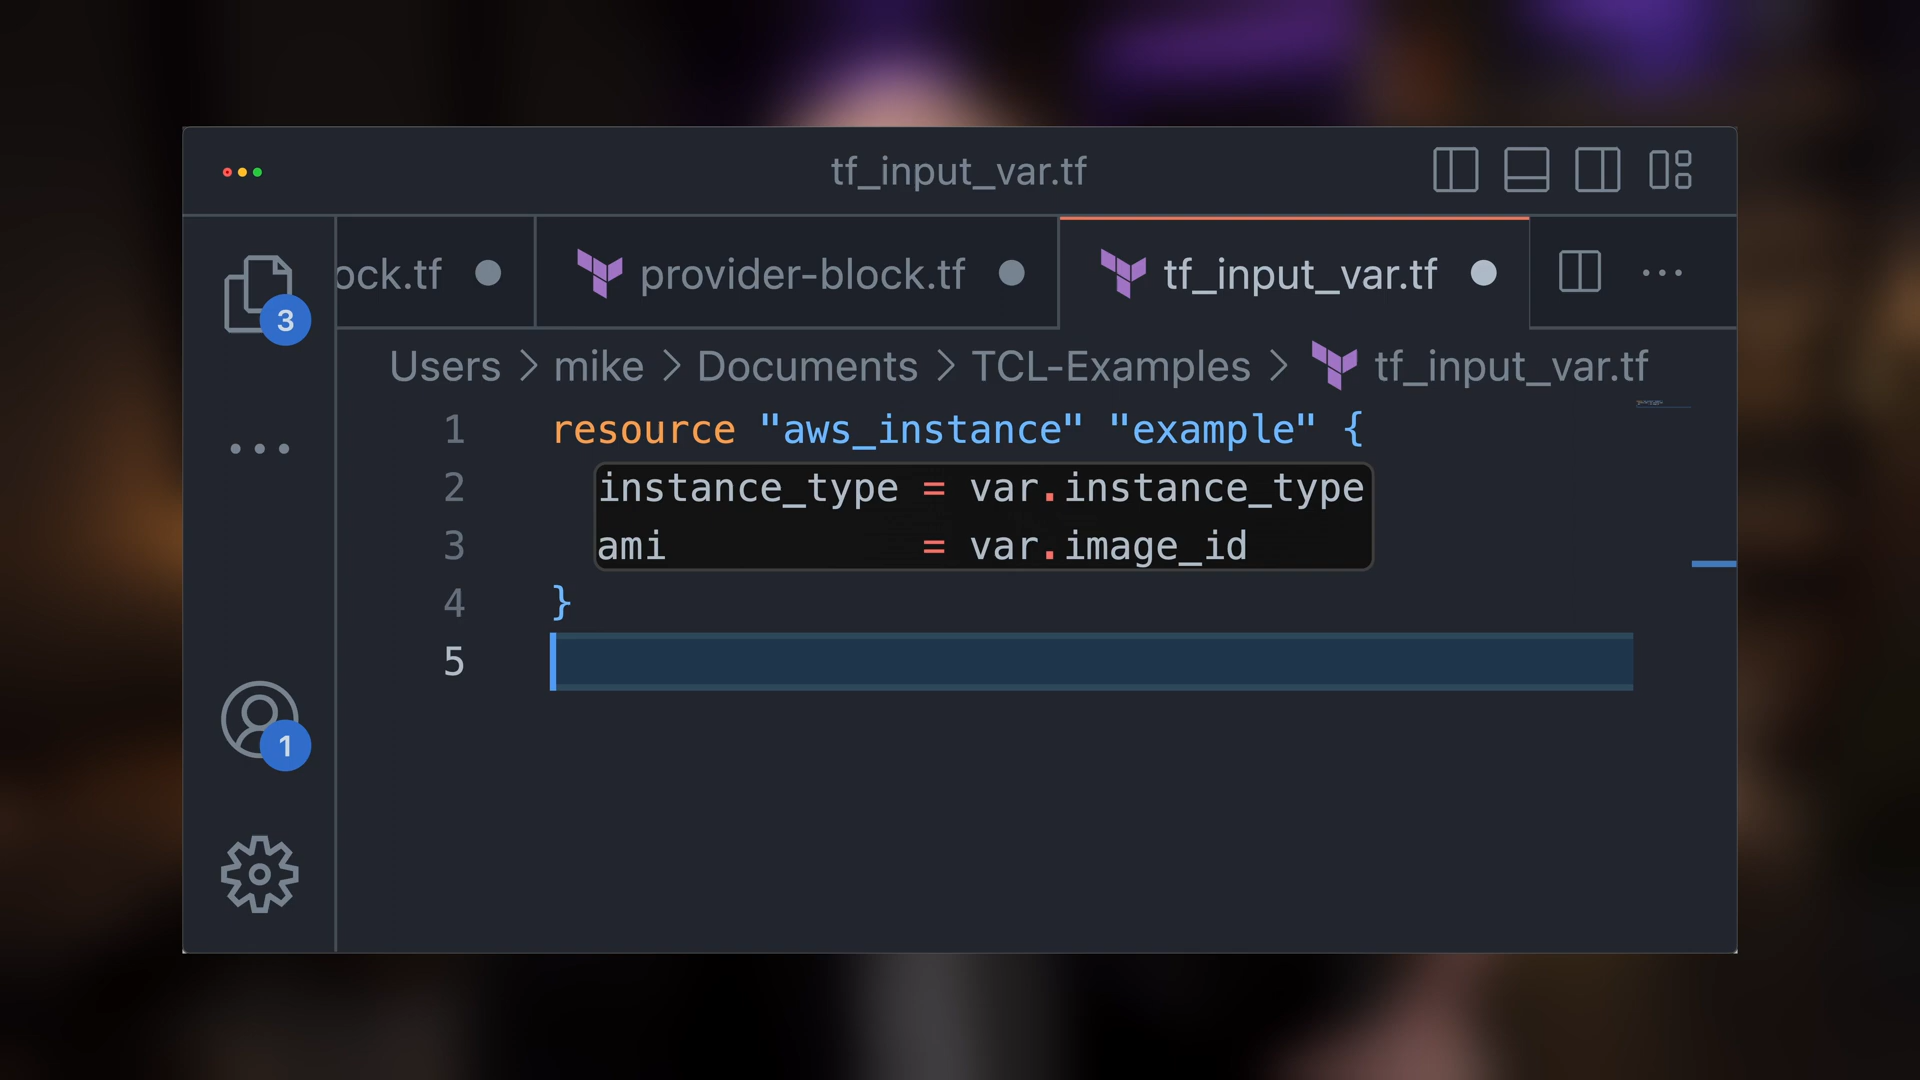 tf_input_var.tf
ock.tf
provider-block.tf
tf_input_var.tf
3
Users > mike > Documents > TCL-Examples > tf_input_var.tf
1 resource "aws_instance" "example" {
2 instance_type = var.instance_type
3 ami = var.image_id
4 }
5
1